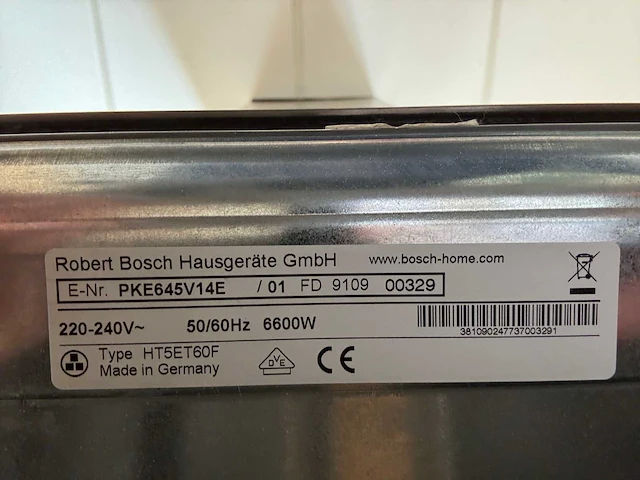 Robert Bosch Hausgeräte GmbH www.bosch-home.com
E-Nr. PKE645V14E / 01 FD 9109 00329
220-240V~ 50/60Hz 6600W
381090247737003291
Type HT5ET60F
Made in Germany
DVE
CE